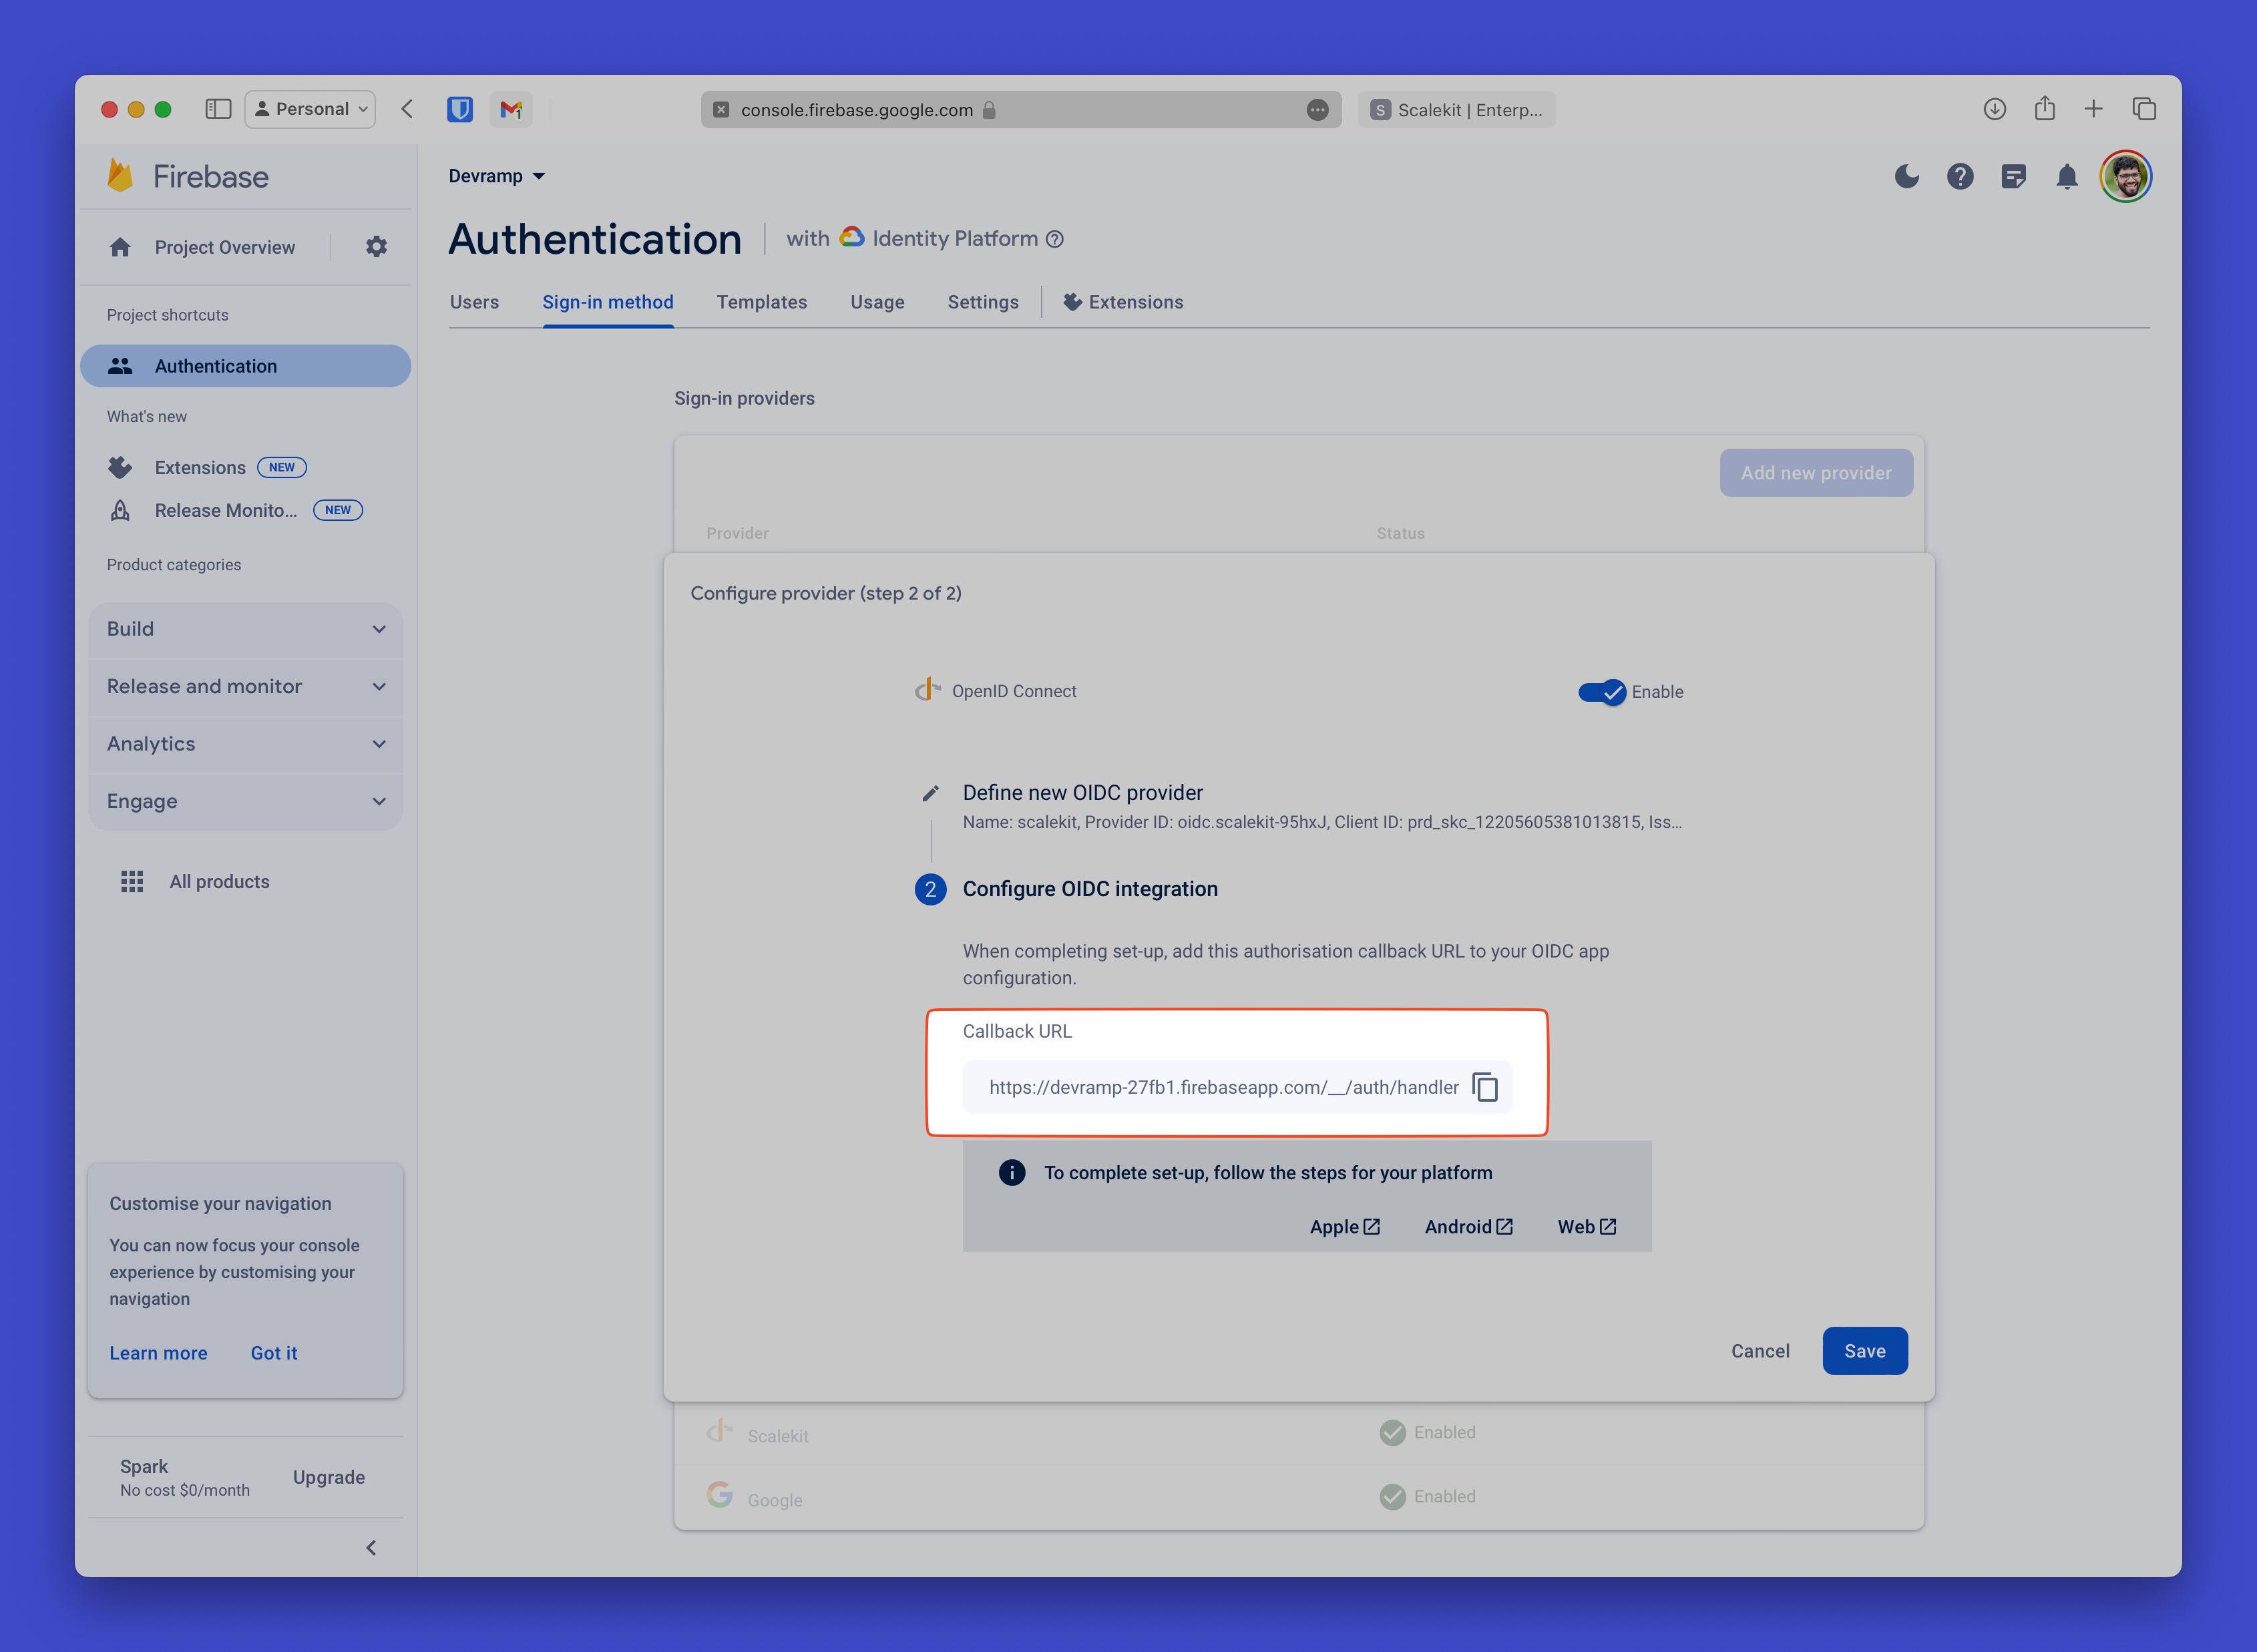 Personal
1
console.firebase.google.com
S Scalekit | Enterp...
Firebase
Devramp
Project Overview
Authentication
with Identity Platform
Users
Sign-in method
Templates
Usage
Settings
Extensions
Project shortcuts
Authentication
What's new
Extensions NEW
Release Monito... NEW
Product categories
Build
Release and monitor
Analytics
Engage
All products
Customise your navigation
You can now focus your console
experience by customising your
navigation
Learn more Got it
Spark
No cost $0/month
Upgrade
Sign-in providers
Add new provider
Provider Status
Configure provider (step 2 of 2)
OpenID Connect
Enable
Define new OIDC provider
Name: scalekit, Provider ID: oidc.scalekit-95hxJ, Client ID: prd_skc_12205605381013815, Iss...
2 Configure OIDC integration
When completing set-up, add this authorisation callback URL to your OIDC app
configuration.
Callback URL
https://devramp-27fb1.firebaseapp.com/__/auth/handler
To complete set-up, follow the steps for your platform
Apple Android Web
Cancel Save
Scalekit Enabled
Google Enabled